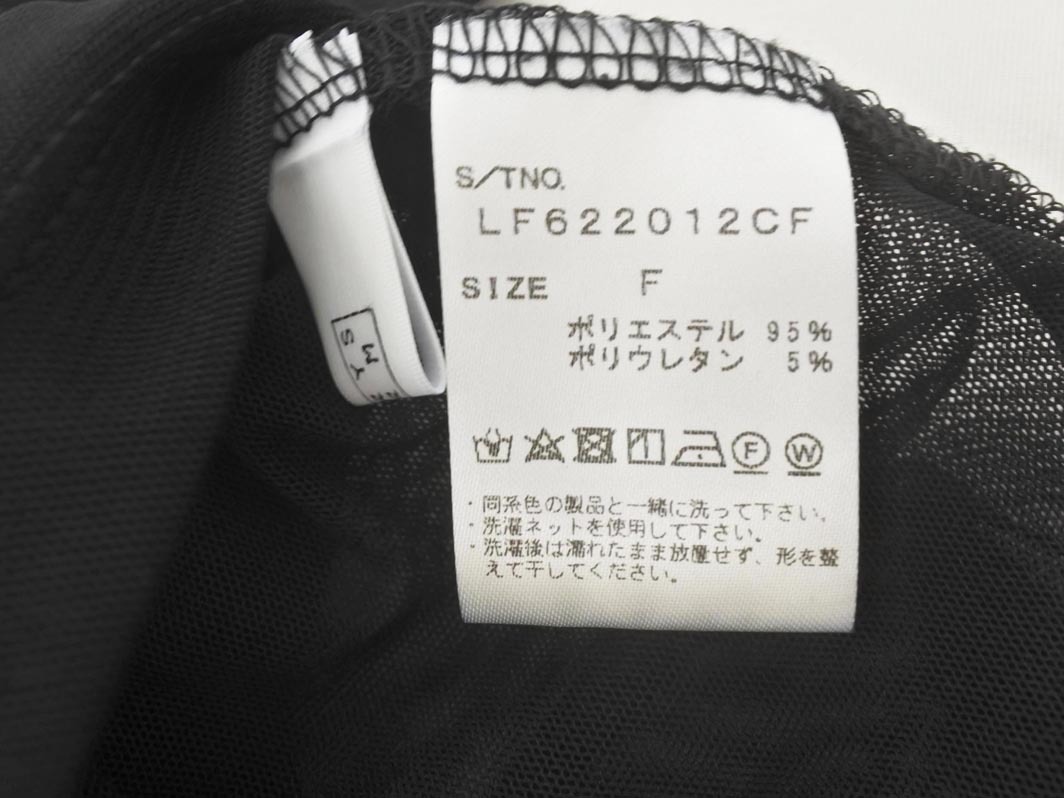 S/TNO.
LF622012CF
SIZE F
ポリエステル 95%
ポリウレタン 5%
F W
・同系色の製品と一緒に洗って下さい。
・洗濯ネットを使用して下さい。
・洗濯後は濡れたまま放置せず、形を整
えて干してください。